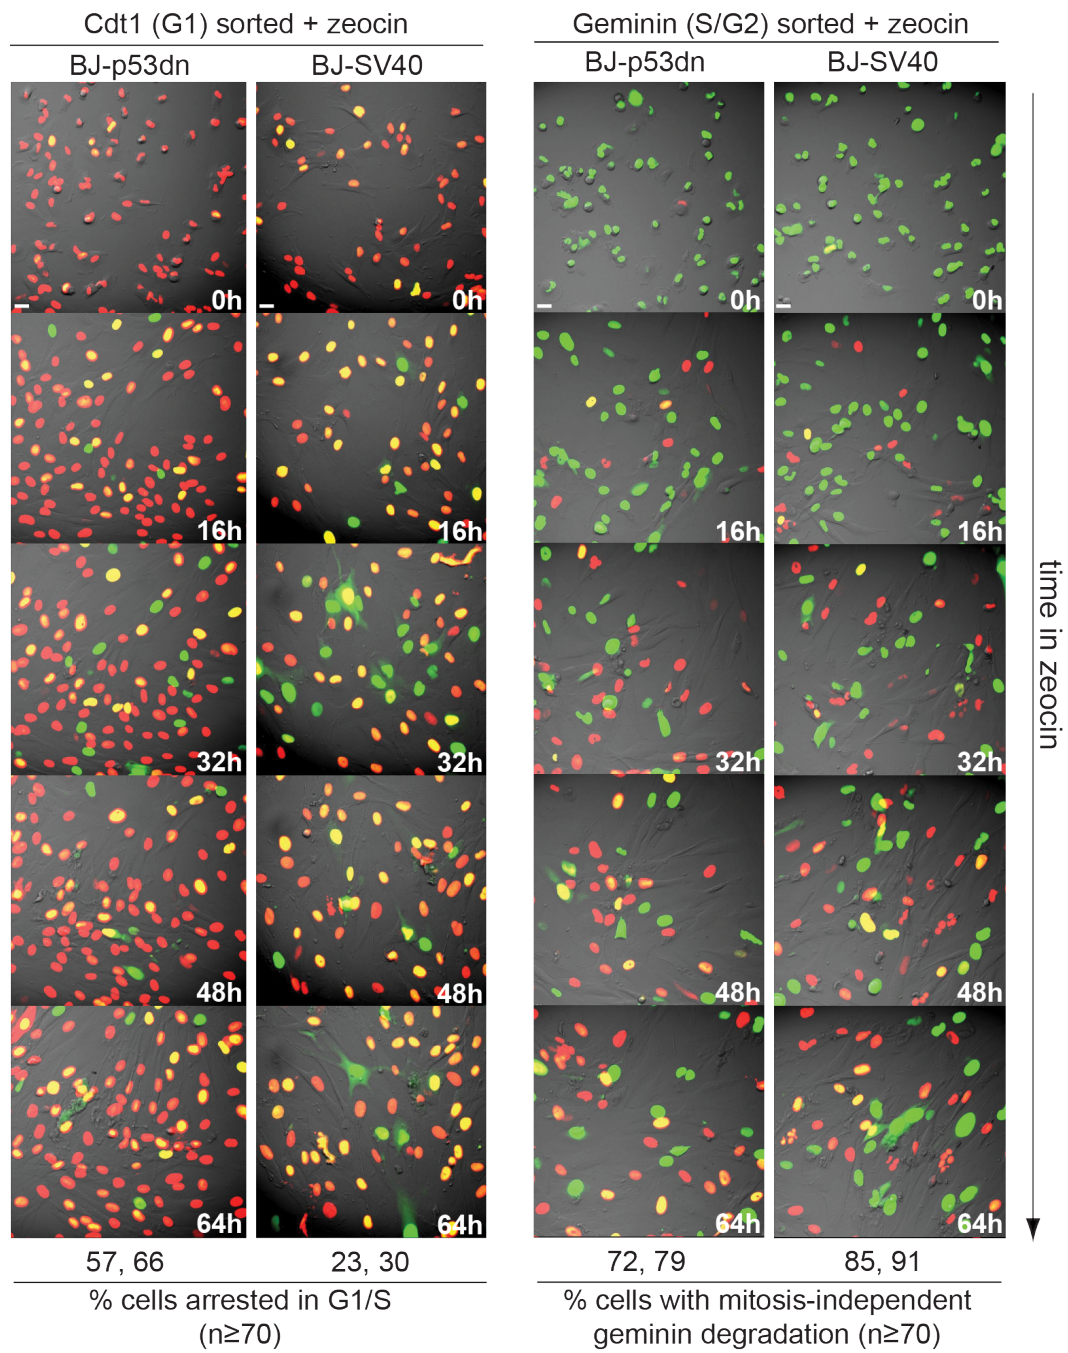 Cdt1 (G1) sorted + zeocin
Geminin (S/G2) sorted + zeocin
BJ-p53dn
BJ-SV40
BJ-p53dn
BJ-SV40
0h
0h
0h
0h
16h
16h
16h
16h
32h
32h
32h
32h
48h
48h
48h
48h
64h
64h
64h
64h
time in zeocin
57, 66
23, 30
72, 79
85, 91
% cells arrested in G1/S
(n≥70)
% cells with mitosis-independent
geminin degradation (n≥70)